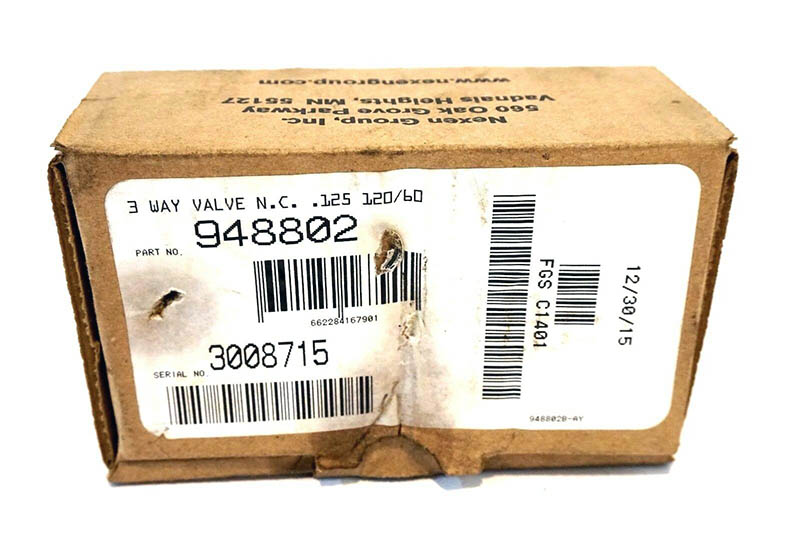 Nexen Group, Inc.
560 Oak Grove Parkway
Vadnais Heights, MN 55127
www.nexengroup.com
3 WAY VALVE N.C. .125 120/60
PART NO. 948802
662284167901
SERIAL NO. 3008715
FGS C1401
12/30/15
948802B-AY